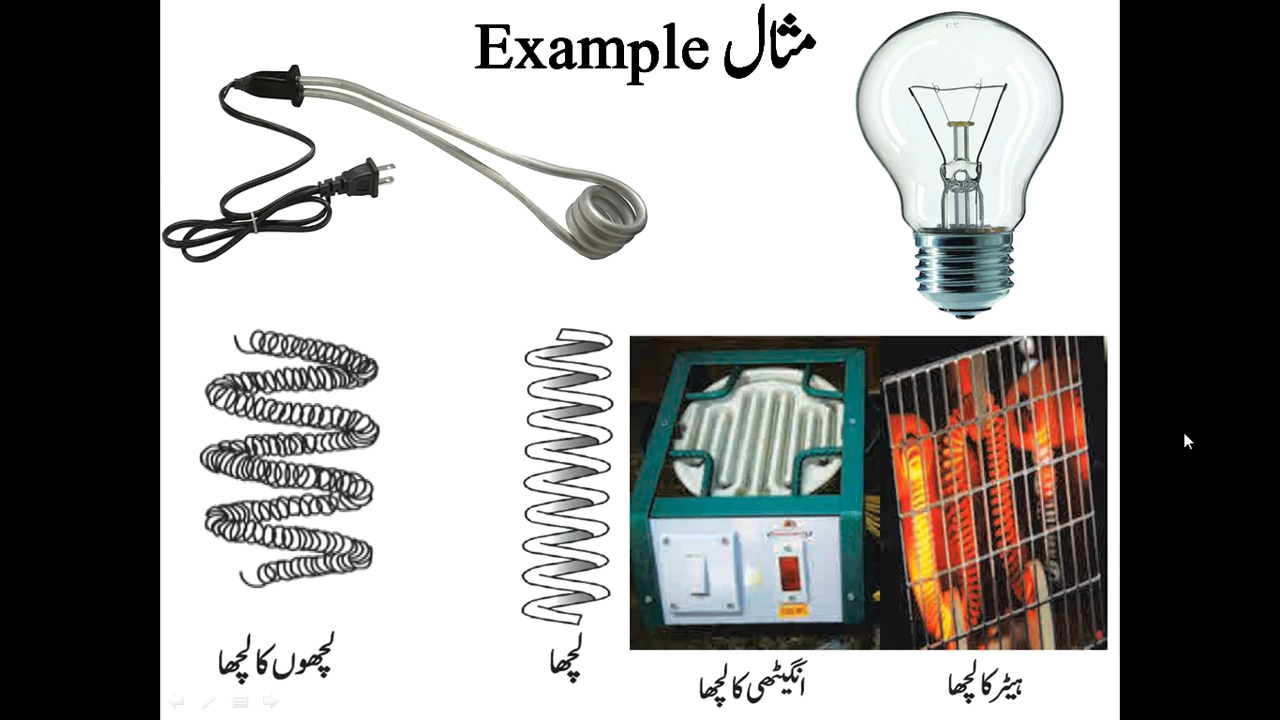 مثال Example
لچھوں کا لچھا
لچھا
انگیٹھی کا لچھا
ہیٹر کا لچھا